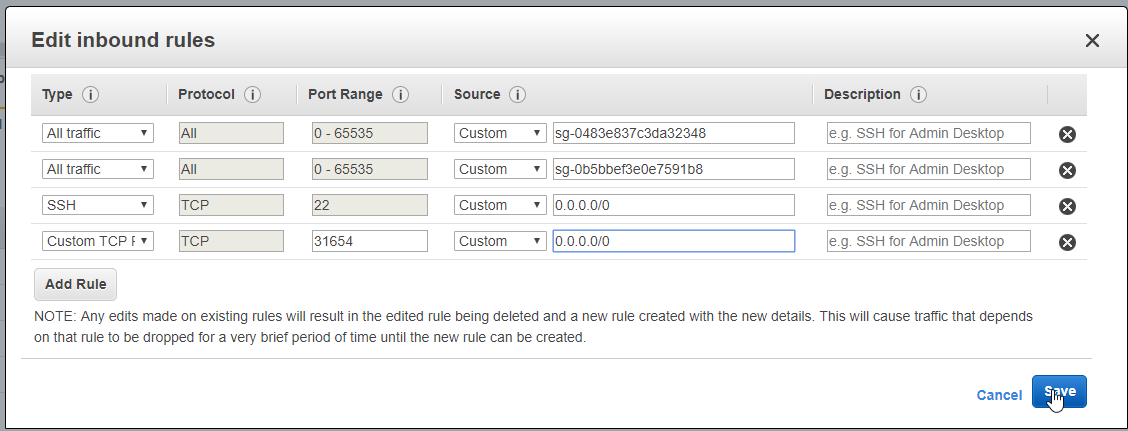 Edit inbound rules
Type Protocol Port Range Source Description
All traffic All 0 - 65535 Custom sg-0483e837c3da32348 e.g. SSH for Admin Desktop
All traffic All 0 - 65535 Custom sg-0b5bbef3e0e7591b8 e.g. SSH for Admin Desktop
SSH TCP 22 Custom 0.0.0.0/0 e.g. SSH for Admin Desktop
Custom TCP F TCP 31654 Custom 0.0.0.0/0 e.g. SSH for Admin Desktop
Add Rule
NOTE: Any edits made on existing rules will result in the edited rule being deleted and a new rule created with the new details. This will cause traffic that depends
on that rule to be dropped for a very brief period of time until the new rule can be created.
Cancel Save